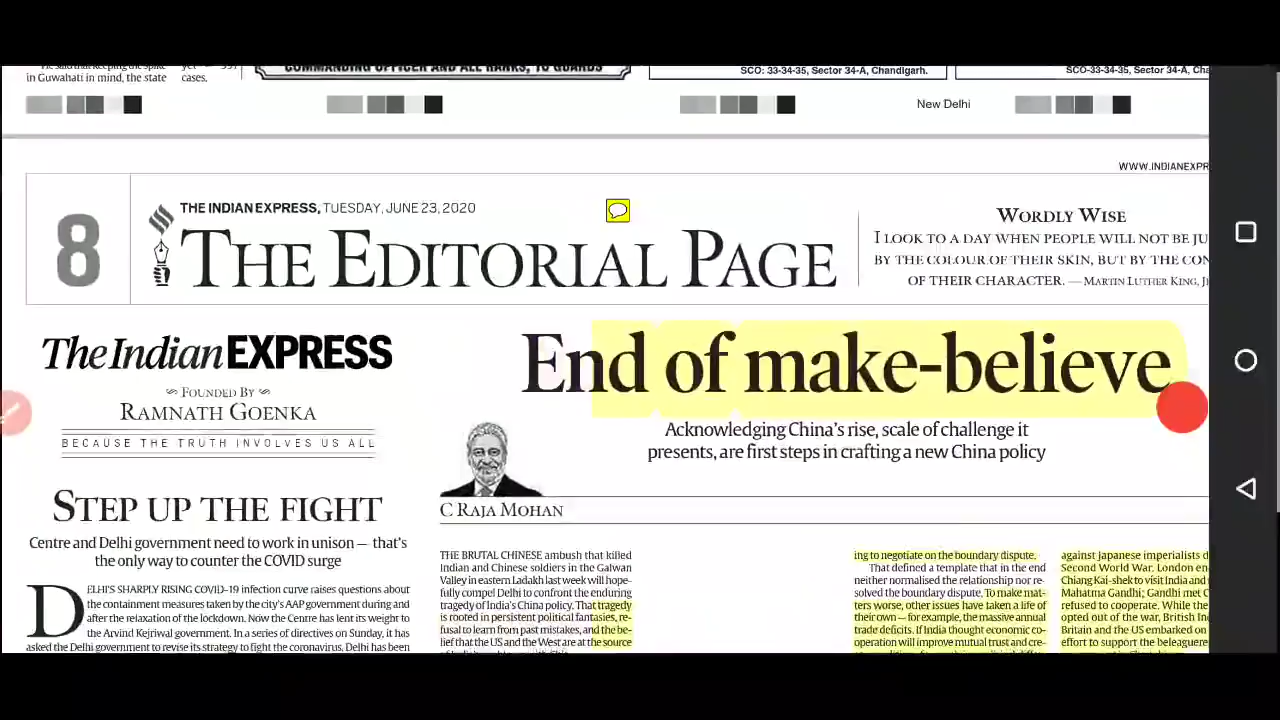 in Guwahati in mind, the state
cases.
COMMANDING OFFICER AND ALL RANKS, 10 GUARDS
SCO: 33-34-35, Sector 34-A, Chandigarh.
SCO-33-34-35, Sector 34-A, Cha
New Delhi
WWW.INDIANEXPR
8
THE INDIAN EXPRESS, TUESDAY, JUNE 23, 2020
THE EDITORIAL PAGE
WORDLY WISE
I LOOK TO A DAY WHEN PEOPLE WILL NOT BE JU
BY THE COLOUR OF THEIR SKIN, BUT BY THE CON
OF THEIR CHARACTER. — MARTIN LUTHER KING, J
The Indian EXPRESS
FOUNDED BY
RAMNATH GOENKA
BECAUSE THE TRUTH INVOLVES US ALL
STEP UP THE FIGHT
Centre and Delhi government need to work in unison — that's
the only way to counter the COVID surge
DELHI'S SHARPLY RISING COVID-19 infection curve raises questions about
the containment measures taken by the city's AAP government during and
after the relaxation of the lockdown. Now the Centre has lent its weight to
the Arvind Kejriwal government. In a series of directives on Sunday, it has
asked the Delhi government to revise its strategy to fight the coronavirus. Delhi has been
End of make-believe
Acknowledging China's rise, scale of challenge it
presents, are first steps in crafting a new China policy
C RAJA MOHAN
THE BRUTAL CHINESE ambush that killed
Indian and Chinese soldiers in the Galwan
Valley in eastern Ladakh last week will hope-
fully compel Delhi to confront the enduring
tragedy of India's China policy. That tragedy
is rooted in persistent political fantasies, re-
fusal to learn from past mistakes, and the be-
lief that the US and the West are at the source
ing to negotiate on the boundary dispute.
That defined a template that in the end
neither normalised the relationship nor re-
solved the boundary dispute. To make mat-
ters worse, other issues have taken a life of
their own — for example, the massive annual
trade deficits. If India thought economic co-
operation will improve mutual trust and cre-
against Japanese imperialists d
Second World War. London en
Chiang Kai-shek to visit India and
Mahatma Gandhi; Gandhi met C
refused to cooperate. While the
opted out of the war, British In
Britain and the US embarked on
effort to support the beleaguere